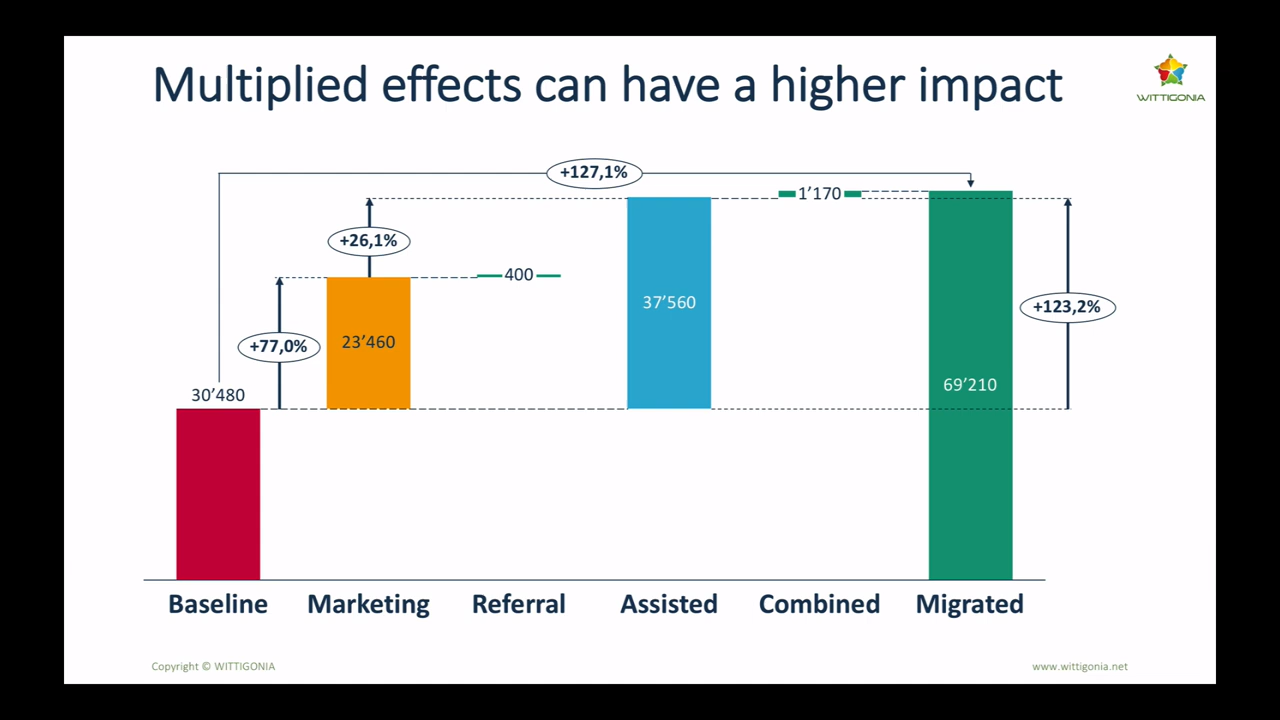 Multiplied effects can have a higher impact
WITTIGONIA
+127,1%
1’170
+26,1%
400
37’560
+123,2%
+77,0%
23’460
69’210
30’480
Baseline
Marketing
Referral
Assisted
Combined
Migrated
Copyright © WITTIGONIA
www.wittigonia.net